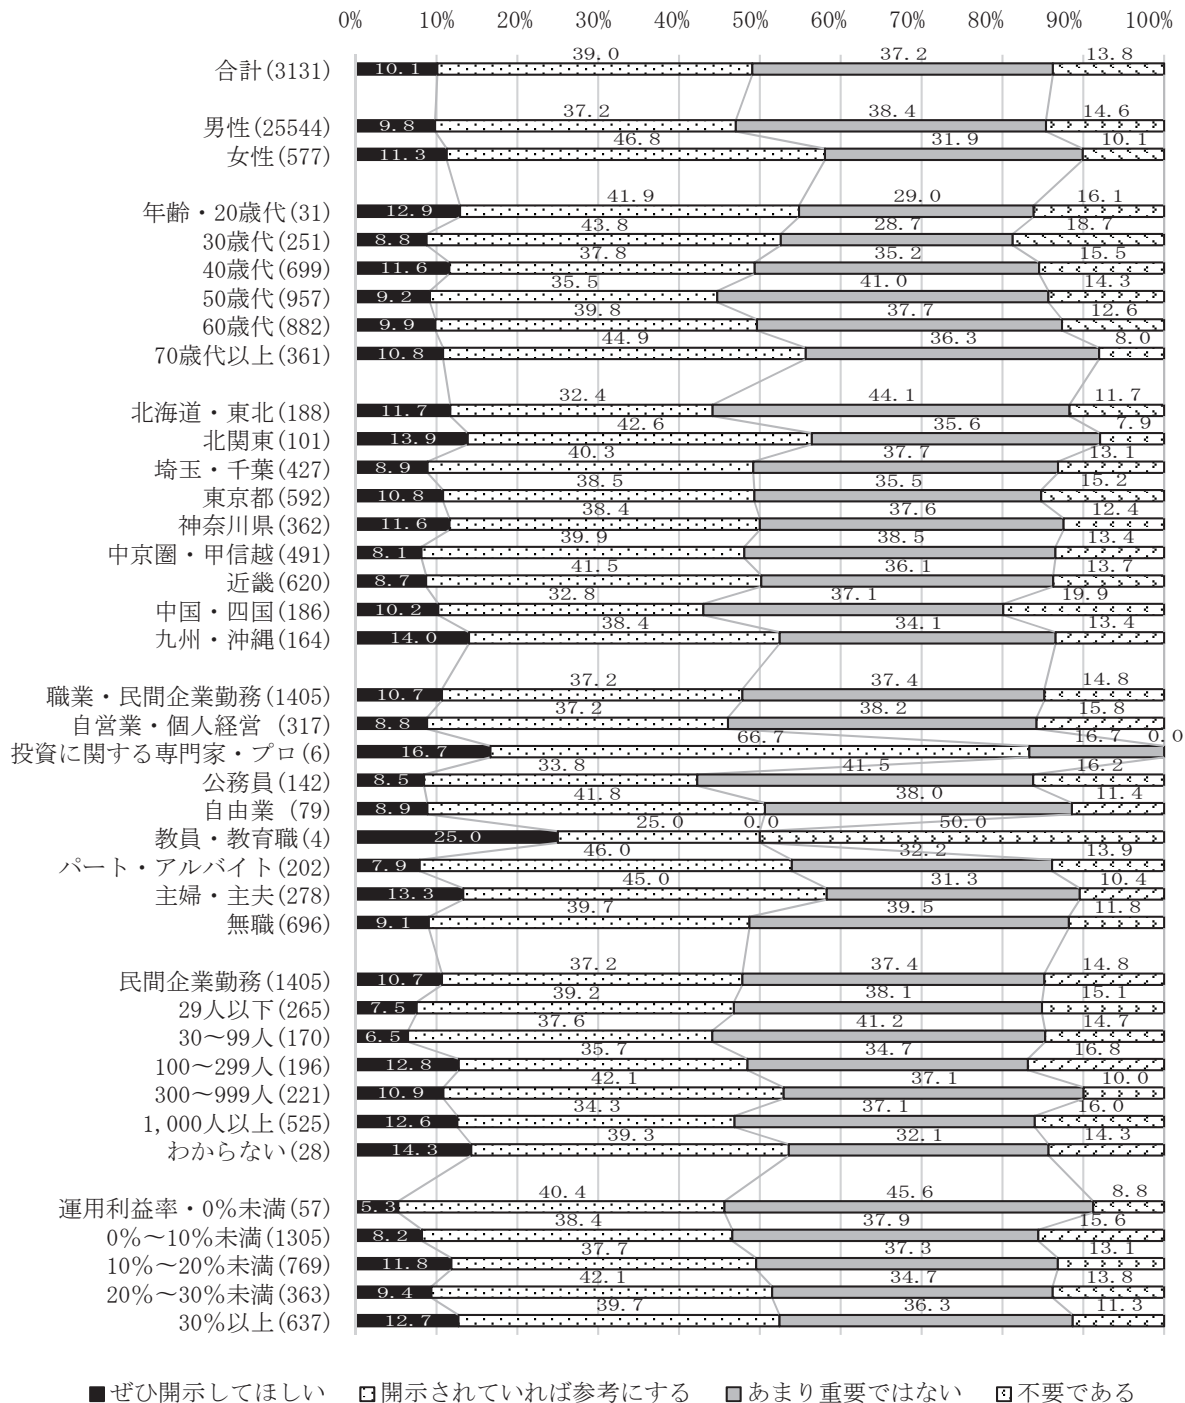 0% 10% 20% 30% 40% 50% 60% 70% 80% 90% 100%
合計(3131) 10.1 39.0 37.2 13.8
男性(25544) 9.8 37.2 38.4 14.6
女性(577) 11.3 46.8 31.9 10.1
年齢・20歳代(31) 12.9 41.9 29.0 16.1
30歳代(251) 8.8 43.8 28.7 18.7
40歳代(699) 11.6 37.8 35.2 15.5
50歳代(957) 9.2 35.5 41.0 14.3
60歳代(882) 9.9 39.8 37.7 12.6
70歳代以上(361) 10.8 44.9 36.3 8.0
北海道・東北(188) 11.7 32.4 44.1 11.7
北関東(101) 13.9 42.6 35.6 7.9
埼玉・千葉(427) 8.9 40.3 37.7 13.1
東京都(592) 10.8 38.5 35.5 15.2
神奈川県(362) 11.6 38.4 37.6 12.4
中京圏・甲信越(491) 8.1 39.9 38.5 13.4
近畿(620) 8.7 41.5 36.1 13.7
中国・四国(186) 10.2 32.8 37.1 19.9
九州・沖縄(164) 14.0 38.4 34.1 13.4
職業・民間企業勤務(1405) 10.7 37.2 37.4 14.8
自営業・個人経営 (317) 8.8 37.2 38.2 15.8
投資に関する専門家・プロ(6) 16.7 66.7 16.7 0.0
公務員(142) 8.5 33.8 41.5 16.2
自由業 (79) 8.9 41.8 38.0 11.4
教員・教育職(4) 25.0 25.0 0.0 50.0
パート・アルバイト(202) 7.9 46.0 32.2 13.9
主婦・主夫(278) 13.3 45.0 31.3 10.4
無職(696) 9.1 39.7 39.5 11.8
民間企業勤務(1405) 10.7 37.2 37.4 14.8
29人以下(265) 7.5 39.2 38.1 15.1
30～99人(170) 6.5 37.6 41.2 14.7
100～299人(196) 12.8 35.7 34.7 16.8
300～999人(221) 10.9 42.1 37.1 10.0
1,000人以上(525) 12.6 34.3 37.1 16.0
わからない(28) 14.3 39.3 32.1 14.3
運用利益率・0％未満(57) 5.3 40.4 45.6 8.8
0％～10％未満(1305) 8.2 38.4 37.9 15.6
10％～20％未満(769) 11.8 37.7 37.3 13.1
20％～30％未満(363) 9.4 42.1 34.7 13.8
30％以上(637) 12.7 39.7 36.3 11.3
ぜひ開示してほしい 開示されていれば参考にする あまり重要ではない 不要である